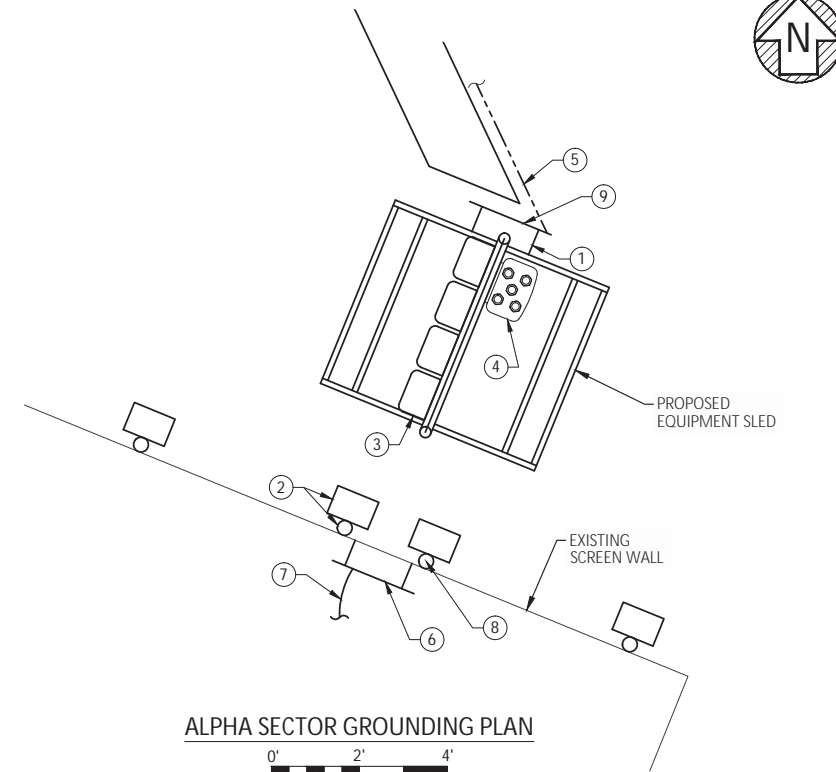 N
5
9
1
4
PROPOSED
EQUIPMENT SLED
3
2
EXISTING
SCREEN WALL
7
8
6
ALPHA SECTOR GROUNDING PLAN
0' 2' 4'